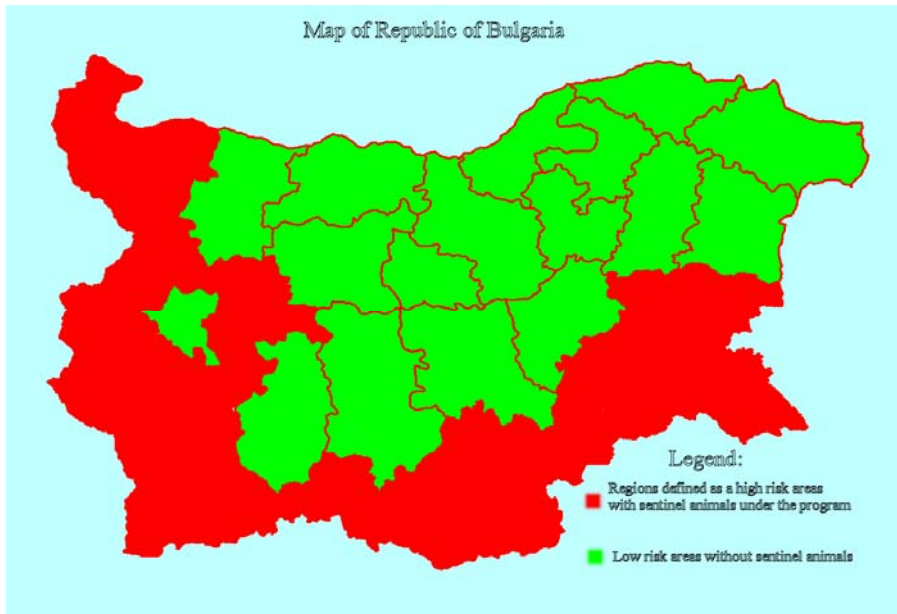 Map of Republic of Bulgaria
Legend:
Regions defined as a high risk areas
with sentinel animals under the program
Low risk areas without sentinel animals